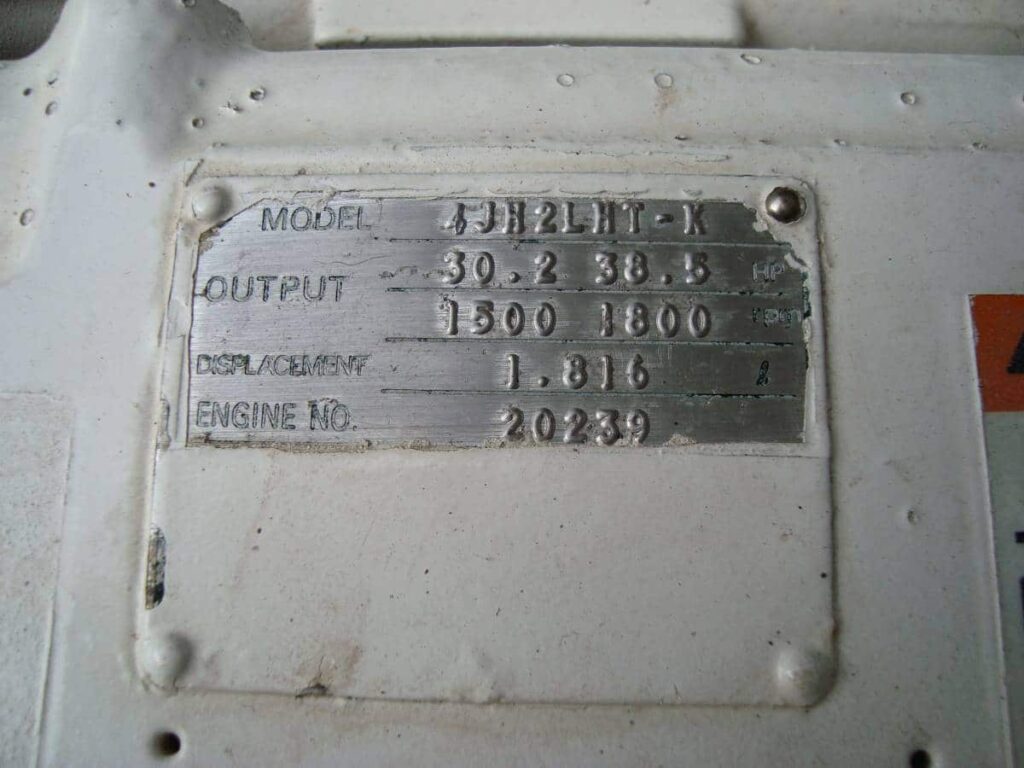 MODEL 4JH2LHT-K
30.2 38.5 HP
OUTPUT
1500 1800 rpm
DISPLACEMENT 1.816 ℓ
ENGINE NO. 20239